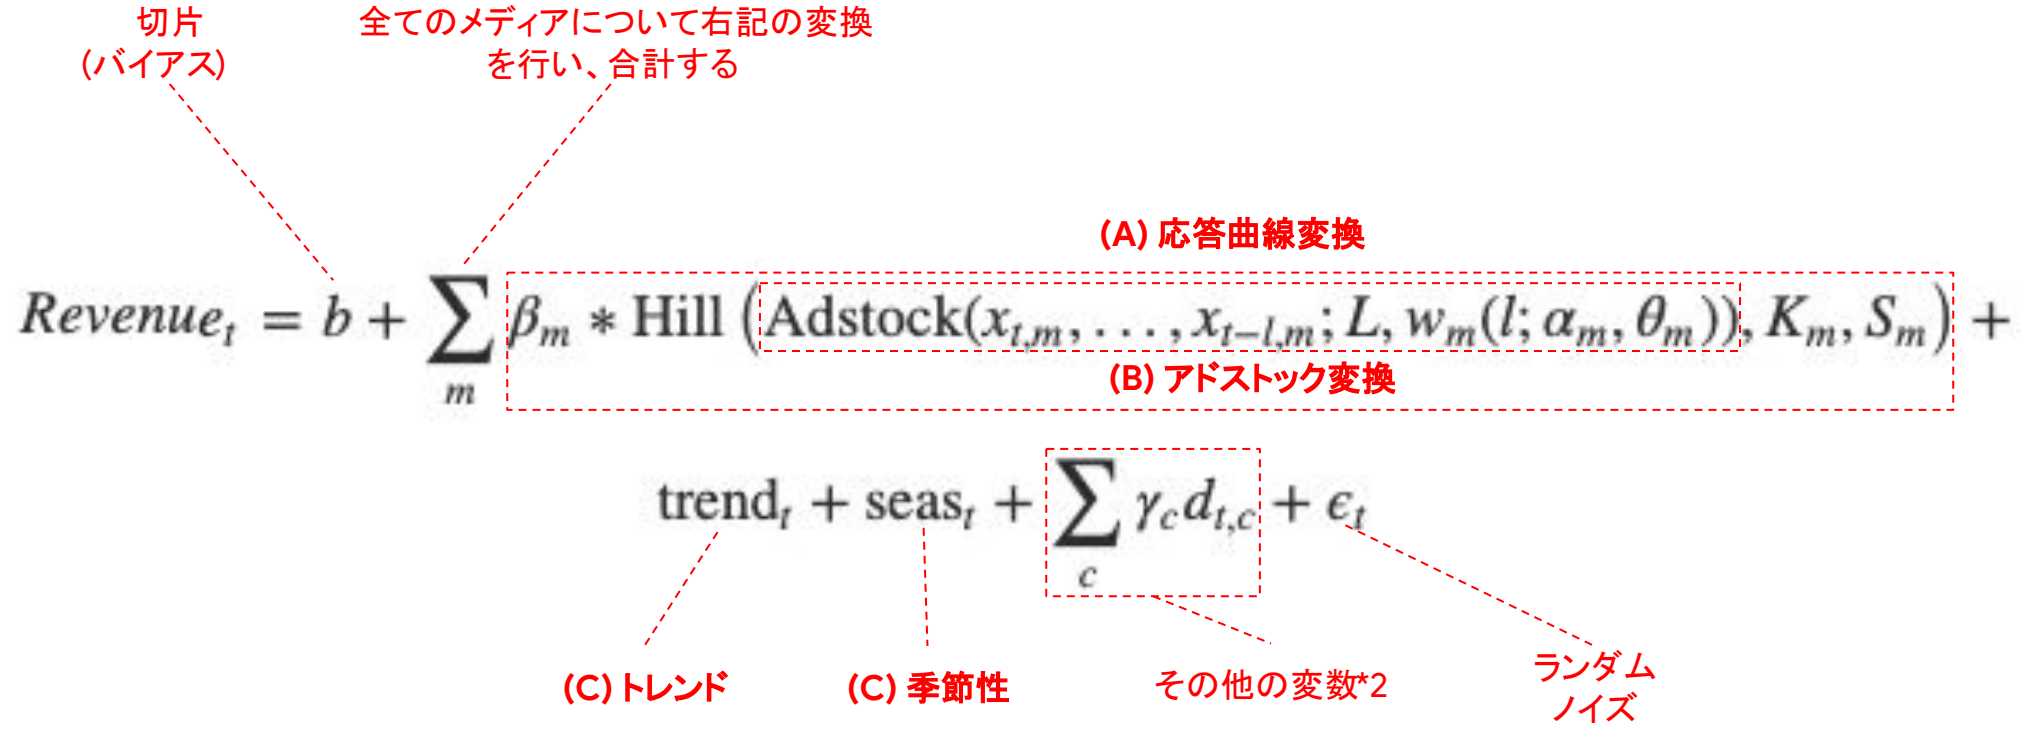 切片
(バイアス)
全てのメディアについて右記の変換
を行い、合計する
(A) 応答曲線変換
Revenue_t = b + ∑_m β_m * Hill (Adstock(x_{t,m}, . . . , x_{t−l,m}; L, w_m(l; α_m, θ_m)), K_m, S_m) +
(B) アドストック変換
trend_t + seas_t + ∑_c γ_c d_{t,c} + ϵ_t
(C) トレンド
(C) 季節性
その他の変数*2
ランダム
ノイズ